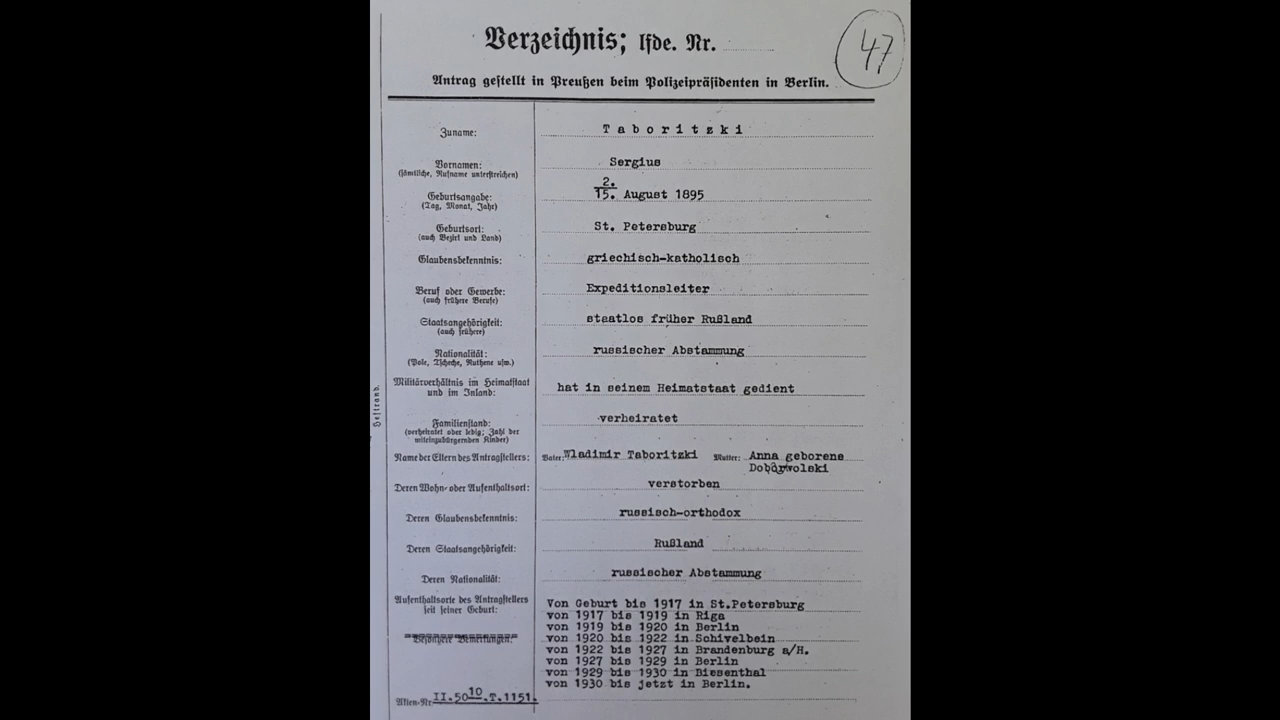 Verzeichnis; lfde. Nr.
47
Antrag gestellt in Preußen beim Polizeipräsidenten in Berlin.
Zuname: Taboritzki
Vornamen: Sergius
(sämtliche, Rufname unterstreichen)
2.
Geburtsangabe: 15. August 1895
(Tag, Monat, Jahr)
Geburtsort: St. Petersburg
(auch Bezirk und Land)
Glaubensbekenntnis: griechisch-katholisch
Beruf oder Gewerbe: Expeditionsleiter
(auch frühere Berufe)
Staatsangehörigkeit: staatlos früher Rußland
(auch frühere)
Nationalität: russischer Abstammung
(Pole, Tscheche, Ruthene usw.)
Militärverhältnis im Heimatstaat
und im Inland: hat in seinem Heimatstaat gedient
Familienstand: verheiratet
(verheiratet oder ledig; Zahl der
miteinzubürgernden Kinder)
Name der Eltern des Antragstellers: Vater: Wladimir Taboritzki Mutter: Anna geborene
Deren Wohn- oder Aufenthaltsort: verstorben
Deren Glaubensbekenntnis: russisch-orthodox
Deren Staatsangehörigkeit: Rußland
Deren Nationalität: russischer Abstammung
Aufenthaltsorte des Antragstellers
seit seiner Geburt:
Von Geburt bis 1917 in St.Petersburg
von 1917 bis 1919 in Riga
von 1919 bis 1920 in Berlin
von 1920 bis 1922 in Schivelbein
von 1922 bis 1927 in Brandenburg a/H.
von 1927 bis 1929 in Berlin
von 1929 bis 1930 in Biesenthal
von 1930 bis jetzt in Berlin.
Besondere Bemerkungen:
Akten-Nr. II.50 10 .T.1151.
Heftrand.